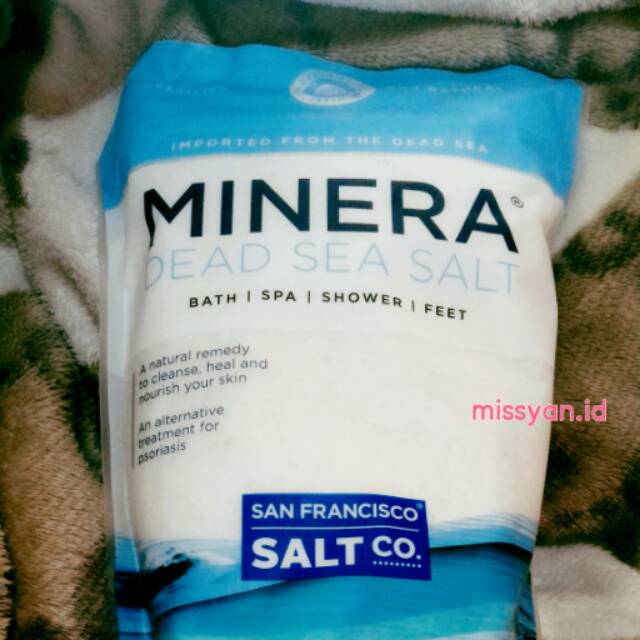 IMPORTED FROM THE DEAD SEA
MINERA®
DEAD SEA SALT
BATH | SPA | SHOWER | FEET
A natural remedy
to cleanse, heal and
nourish your skin
An alternative
treatment for
psoriasis
missyan.id
SAN FRANCISCO
SALT CO.